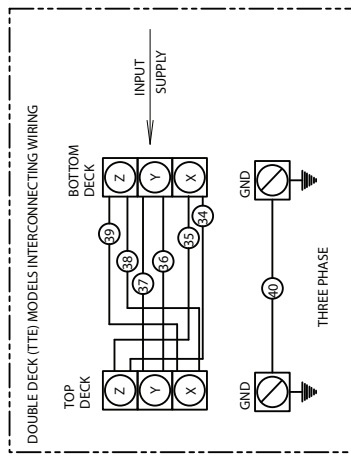 DOUBLE DECK (TTE) MODELS INTERCONNECTING WIRING
TOP
DECK
BOTTOM
DECK
INPUT
SUPPLY
Z
Y
X
Z
Y
X
39
38
37
36
35
34
GND
GND
40
THREE PHASE